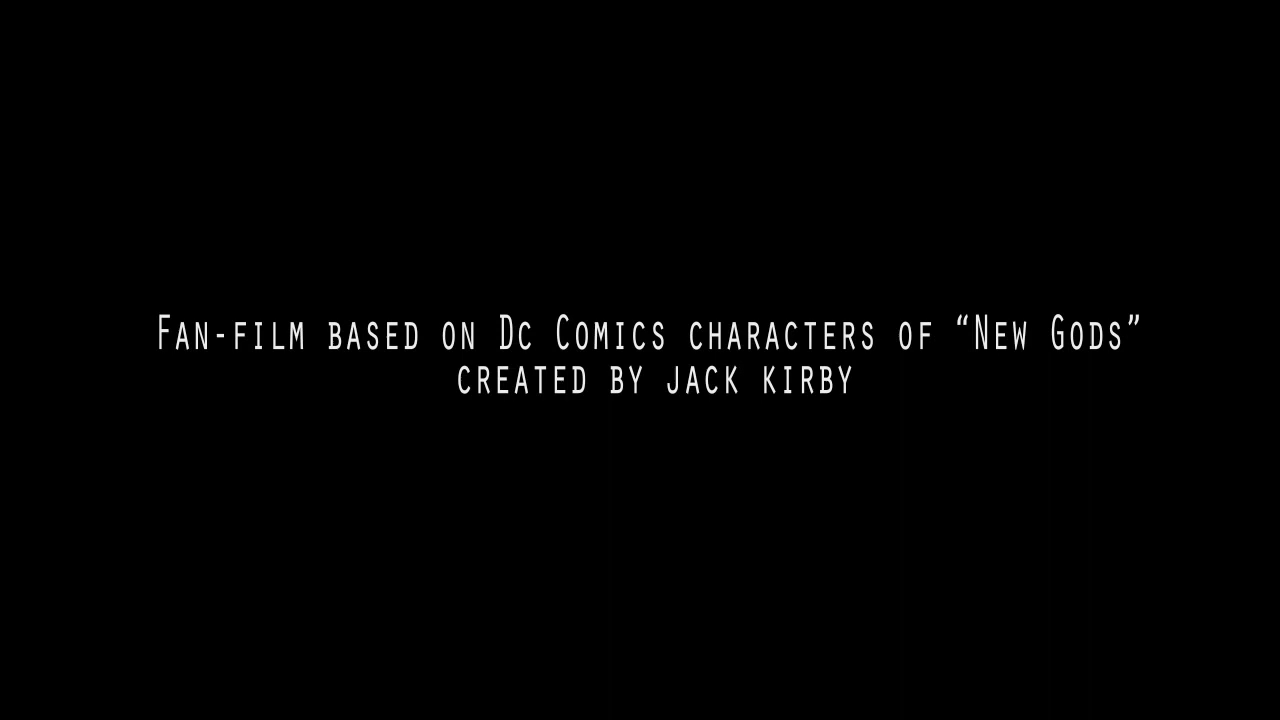 Fan-film based on Dc Comics characters of “New Gods”
created by jack kirby